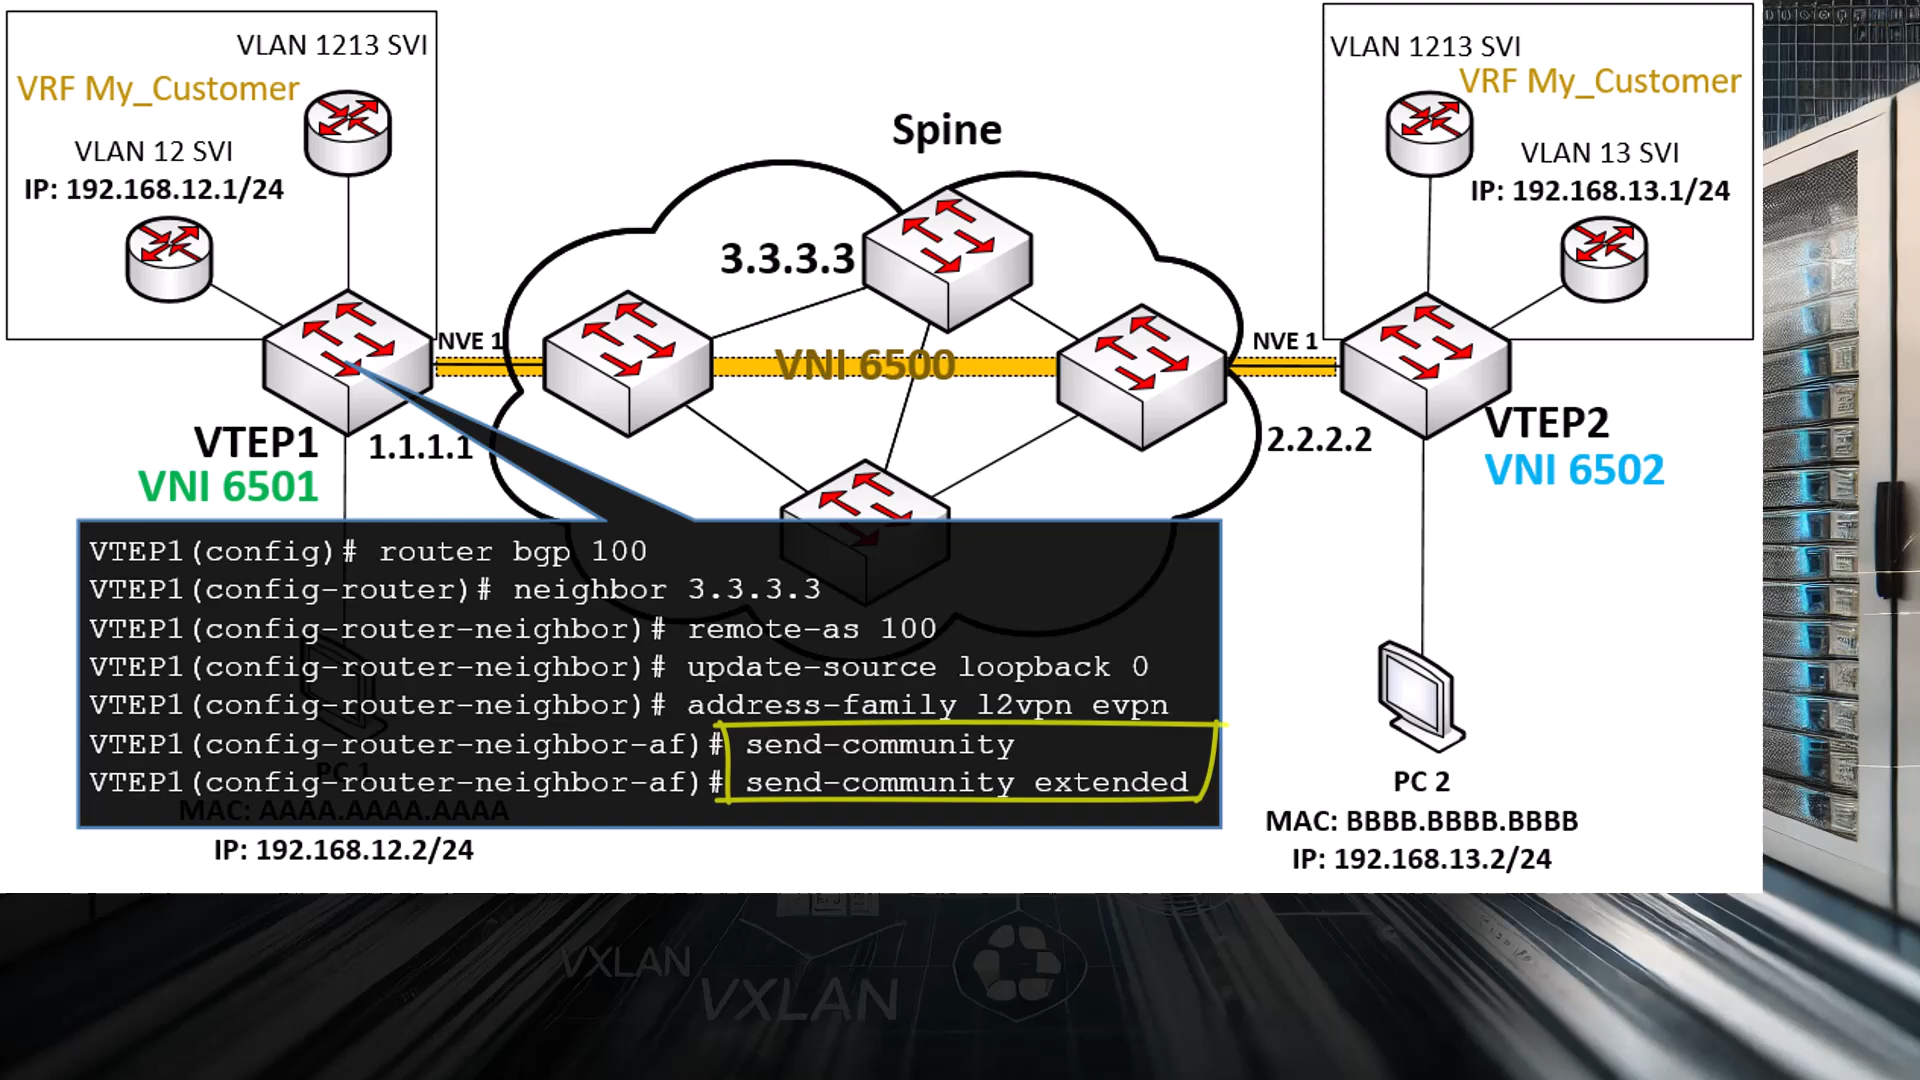 VLAN 1213 SVI
VRF My_Customer
VLAN 12 SVI
IP: 192.168.12.1/24
VLAN 1213 SVI
VRF My_Customer
VLAN 13 SVI
IP: 192.168.13.1/24
Spine
3.3.3.3
NVE 1
VNI 6500
NVE 1
VTEP1
1.1.1.1
VNI 6501
2.2.2.2
VTEP2
VNI 6502
VTEP1(config)# router bgp 100
VTEP1(config-router)# neighbor 3.3.3.3
VTEP1(config-router-neighbor)# remote-as 100
VTEP1(config-router-neighbor)# update-source loopback 0
VTEP1(config-router-neighbor)# address-family l2vpn evpn
VTEP1(config-router-neighbor-af)# send-community
VTEP1(config-router-neighbor-af)# send-community extended
PC 1
MAC: AAAA.AAAA.AAAA
IP: 192.168.12.2/24
PC 2
MAC: BBBB.BBBB.BBBB
IP: 192.168.13.2/24
VXLAN
VXLAN